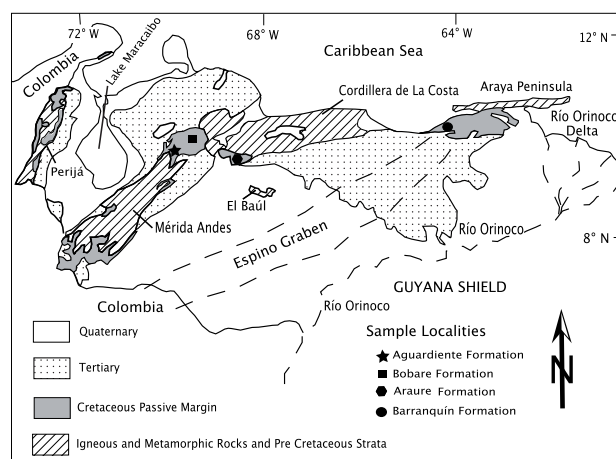 72° W
68° W
64° W
12° N
Caribbean Sea
Colombia
Lake Maracaibo
Cordillera de La Costa
Araya Peninsula
Río Orinoco
Delta
Perijá
El Baúl
Mérida Andes
Espino Graben
Río Orinoco
8° N
Colombia
Río Orinoco
GUYANA SHIELD
Quaternary
Tertiary
Cretaceous Passive Margin
Igneous and Metamorphic Rocks and Pre Cretaceous Strata
Sample Localities
Aguardiente Formation
Bobare Formation
Araure Formation
Barranquín Formation
N